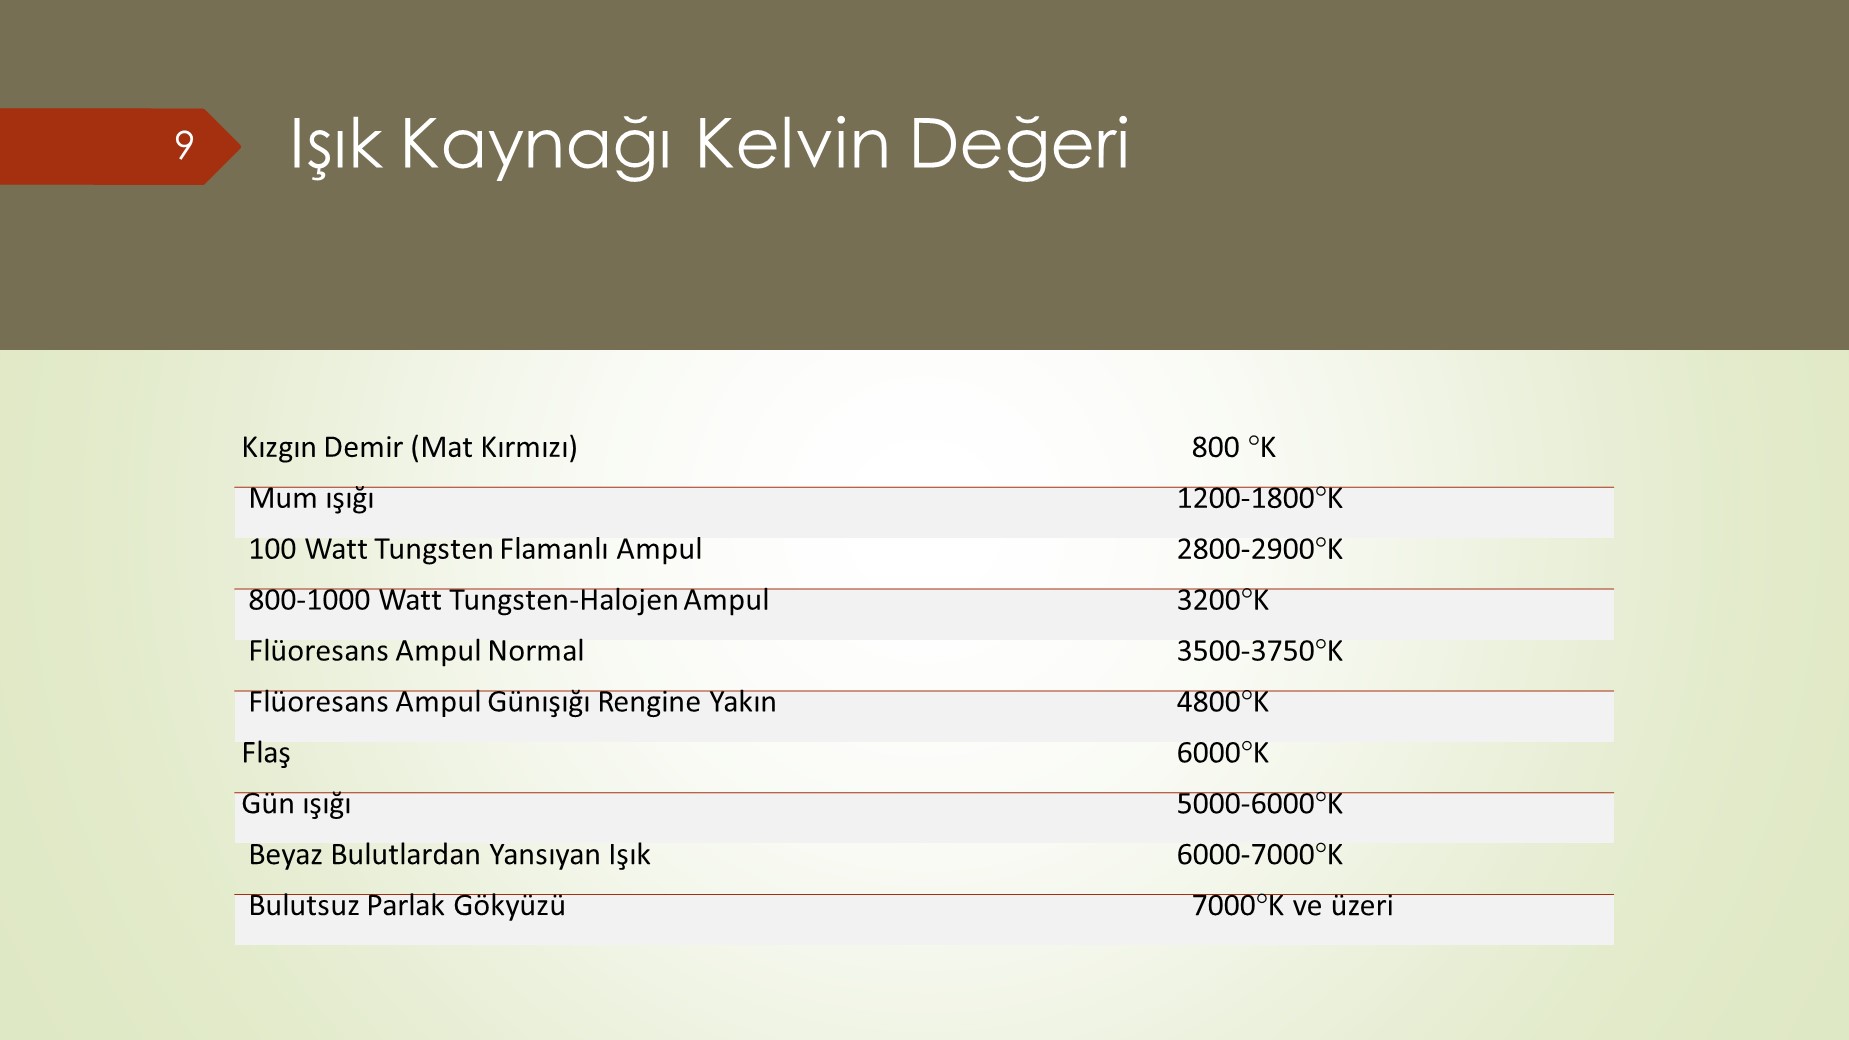 9
Işık Kaynağı Kelvin Değeri
Kızgın Demir (Mat Kırmızı) 800 °K
Mum ışığı 1200-1800°K
100 Watt Tungsten Flamanlı Ampul 2800-2900°K
800-1000 Watt Tungsten-Halojen Ampul 3200°K
Flüoresans Ampul Normal 3500-3750°K
Flüoresans Ampul Günışığı Rengine Yakın 4800°K
Flaş 6000°K
Gün ışığı 5000-6000°K
Beyaz Bulutlardan Yansıyan Işık 6000-7000°K
Bulutsuz Parlak Gökyüzü 7000°K ve üzeri